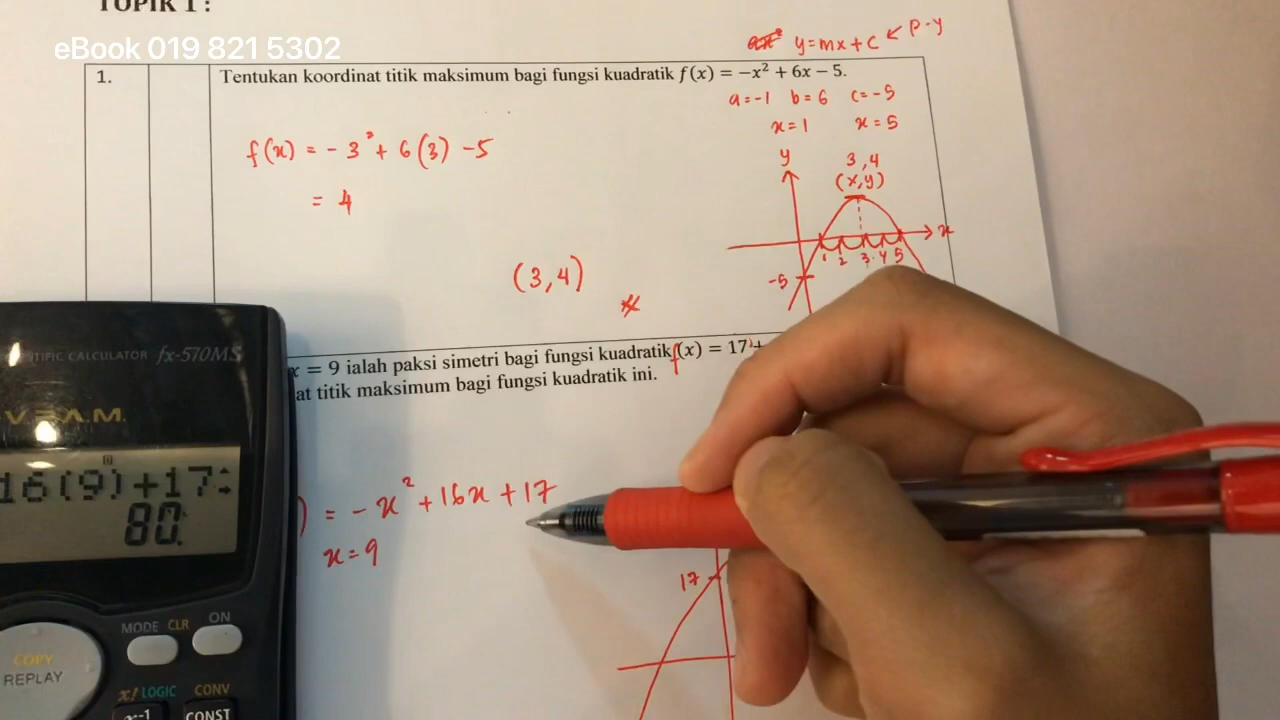 TOPIK 1 :
eBook 019 821 5302
y = mx + c ← p-y
1.
Tentukan koordinat titik maksimum bagi fungsi kuadratik f(x) = −x² + 6x − 5.
a = -1 b = 6 c = -5
x = 1 x = 5
f(x) = - 3² + 6(3) - 5
= 4
(3,4)
y
3,4
(x,y)
x
1 2 3 4 5
-5
x = 9 ialah paksi simetri bagi fungsi kuadratik f(x) = 17 +
at titik maksimum bagi fungsi kuadratik ini.
) = - x² + 16x + 17
x = 9
17
CALCULATOR fx-570MS
V.P.A.M.
16(9)+17
80.
MODE CLR ON
COPY
REPLAY
x! LOGIC CONV
x-1 CONST